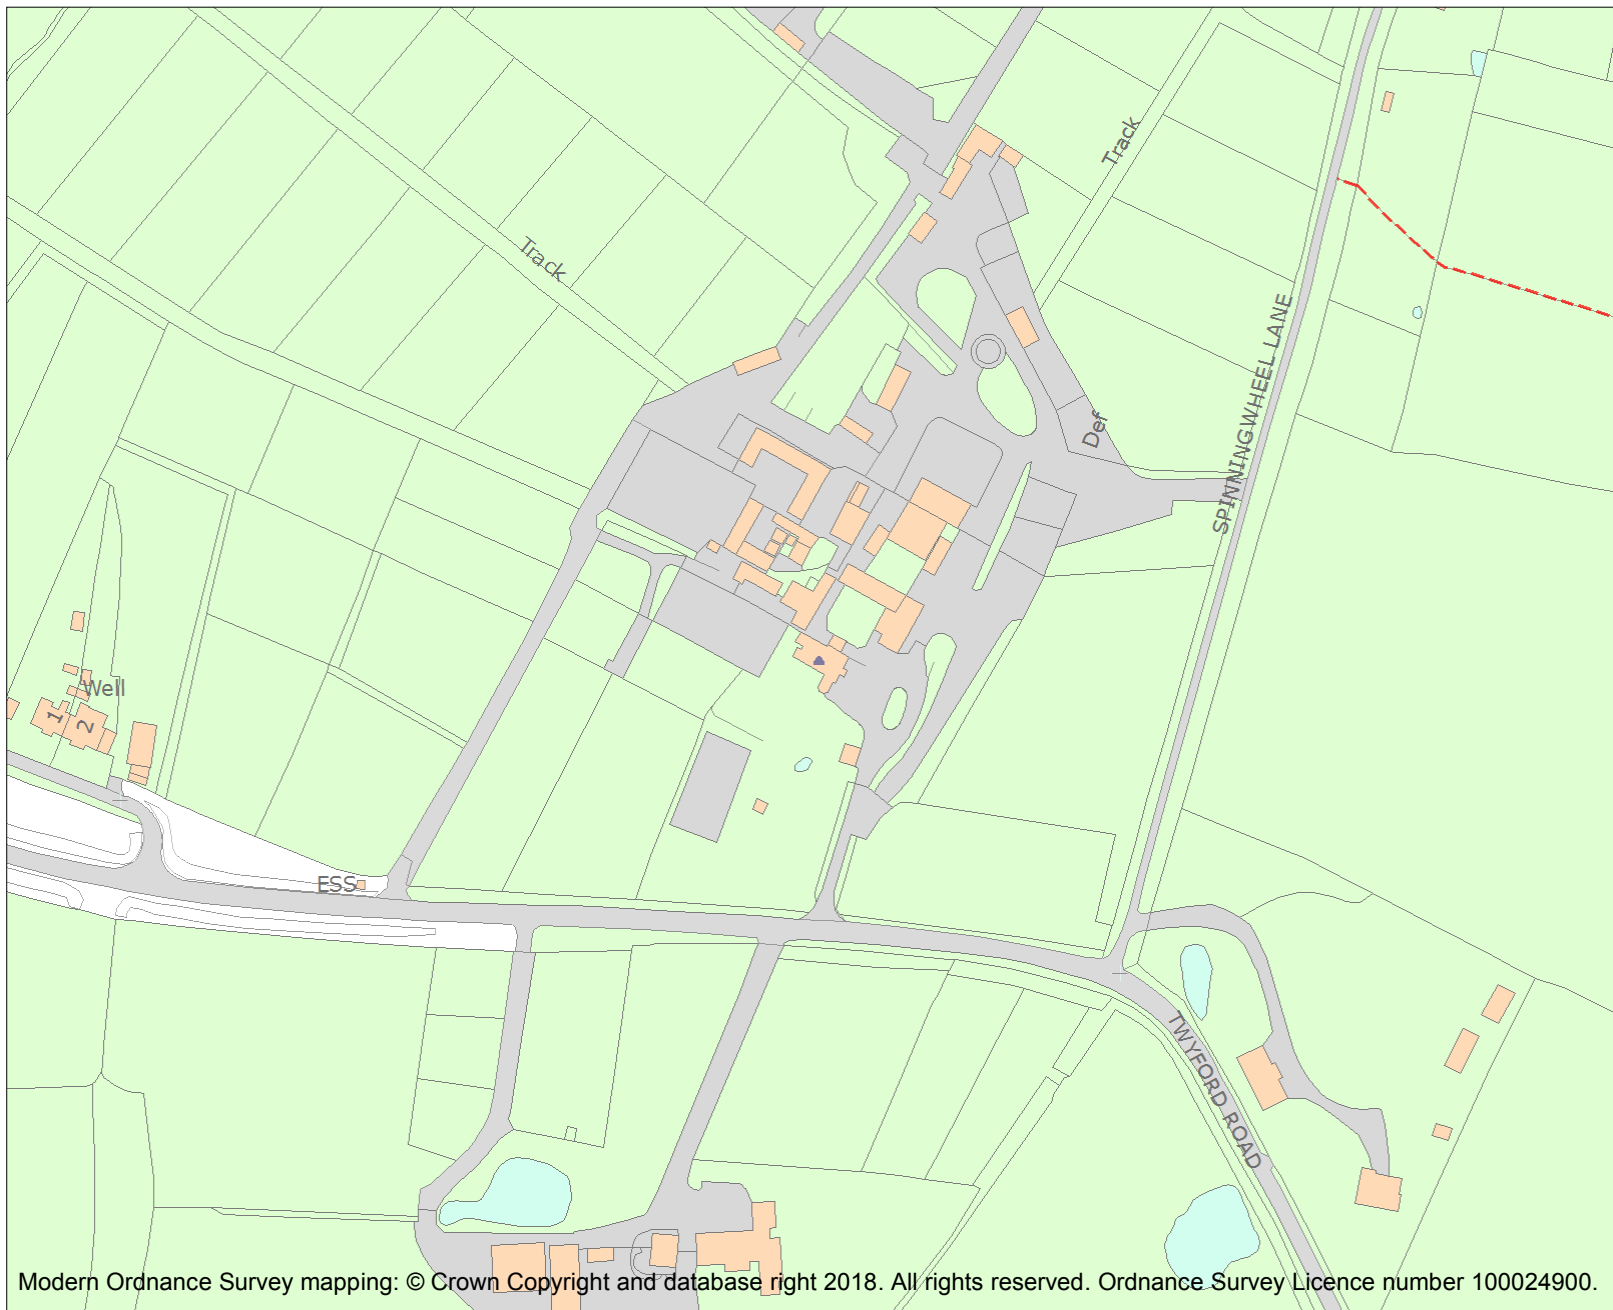 Track
Track
SPINNINGWHEEL LANE
Def
Well
1
2
ESS
TWYFORD ROAD
Modern Ordnance Survey mapping: © Crown Copyright and database right 2018. All rights reserved. Ordnance Survey Licence number 100024900.